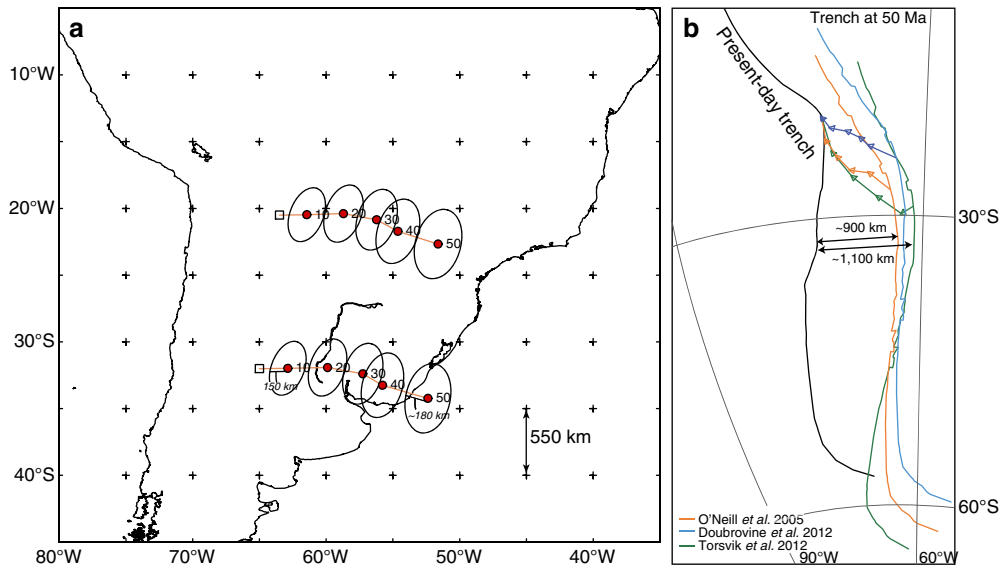 a
10°W
20°W
30°S
40°S
80°W
70°W
60°W
50°W
40°W
10
20
30
40
50
10
20
30
40
50
150 km
~180 km
550 km
b
Trench at 50 Ma
Present-day trench
~900 km
~1,100 km
30°S
60°S
90°W
60°W
O'Neill et al. 2005
Doubrovine et al. 2012
Torsvik et al. 2012